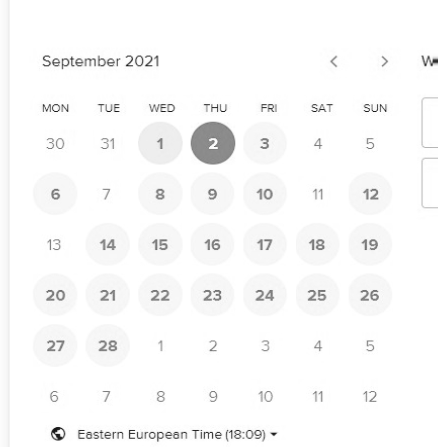 September 2021
MON TUE WED THU FRI SAT SUN
30 31 1 2 3 4 5
6 7 8 9 10 11 12
13 14 15 16 17 18 19
20 21 22 23 24 25 26
27 28 1 2 3 4 5
6 7 8 9 10 11 12
Eastern European Time (18:09)